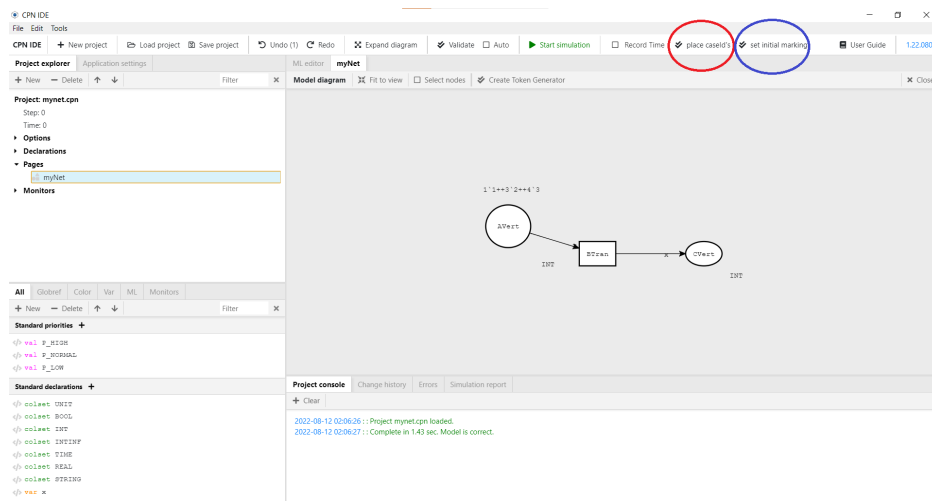 CPN IDE
File Edit Tools
CPN IDE + New project Load project Save project Undo (1) Redo Expand diagram Validate Auto Start simulation Record Time place caseId's set initial marking User Guide 1.22.080
Project explorer Application settings
+ New − Delete Filter
Project: mynet.cpn
Step: 0
Time: 0
Options
Declarations
Pages
myNet
Monitors
ML editor myNet
Model diagram Fit to view Select nodes Create Token Generator Close
1`1++3`2++4`3
AVert
INT
BTran
x
CVert
INT
All Globref Color Var ML Monitors
+ New − Delete Filter
Standard priorities +
</> val P_HIGH
</> val P_NORMAL
</> val P_LOW
Standard declarations +
</> colset UNIT
</> colset BOOL
</> colset INT
</> colset INTINF
</> colset TIME
</> colset REAL
</> colset STRING
</> var x
Project console Change history Errors Simulation report
+ Clear
2022-08-12 02:06:26 : : Project mynet.cpn loaded.
2022-08-12 02:06:27 : : Complete in 1.43 sec. Model is correct.